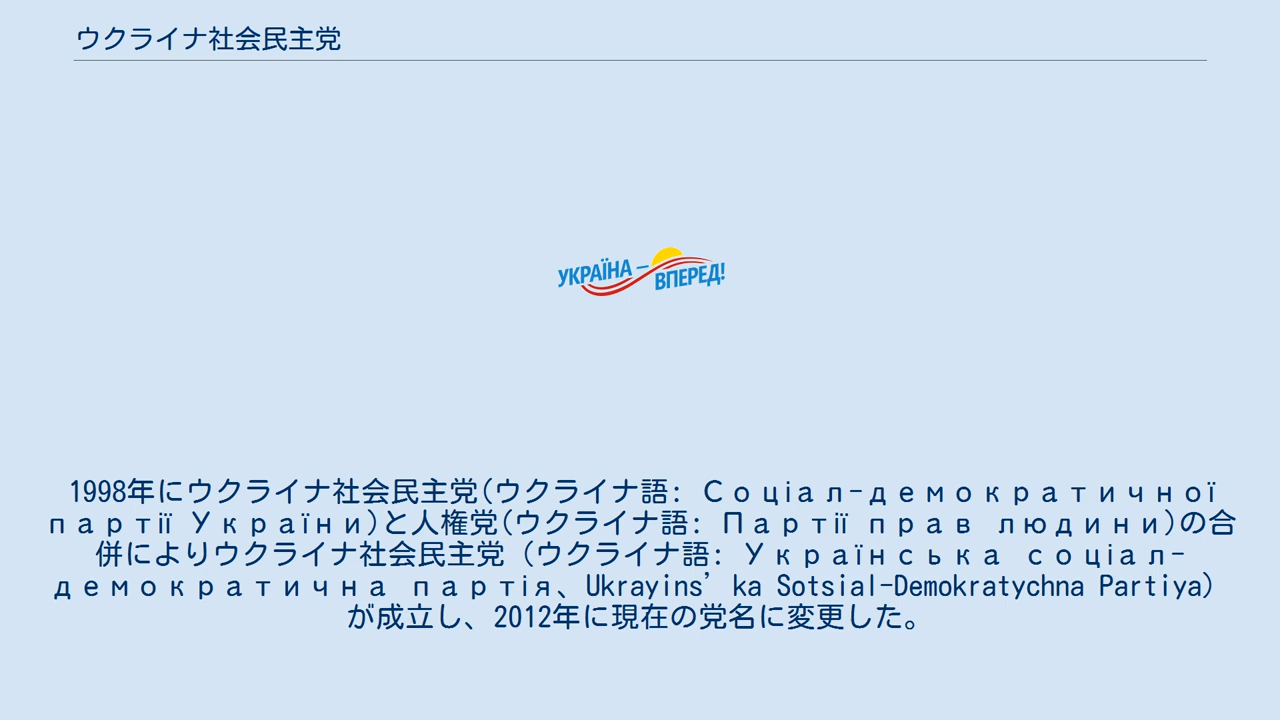 ウクライナ社会民主党
УКРАЇНА –
ВПЕРЕД!
1998年にウクライナ社会民主党(ウクライナ語: Соціал-демократичної
партії України)と人権党(ウクライナ語: Партії прав людини)の合
併によりウクライナ社会民主党 (ウクライナ語: Українська соціал-
демократична партія、Ukrayins’ka Sotsial-Demokratychna Partiya)
が成立し、2012年に現在の党名に変更した。